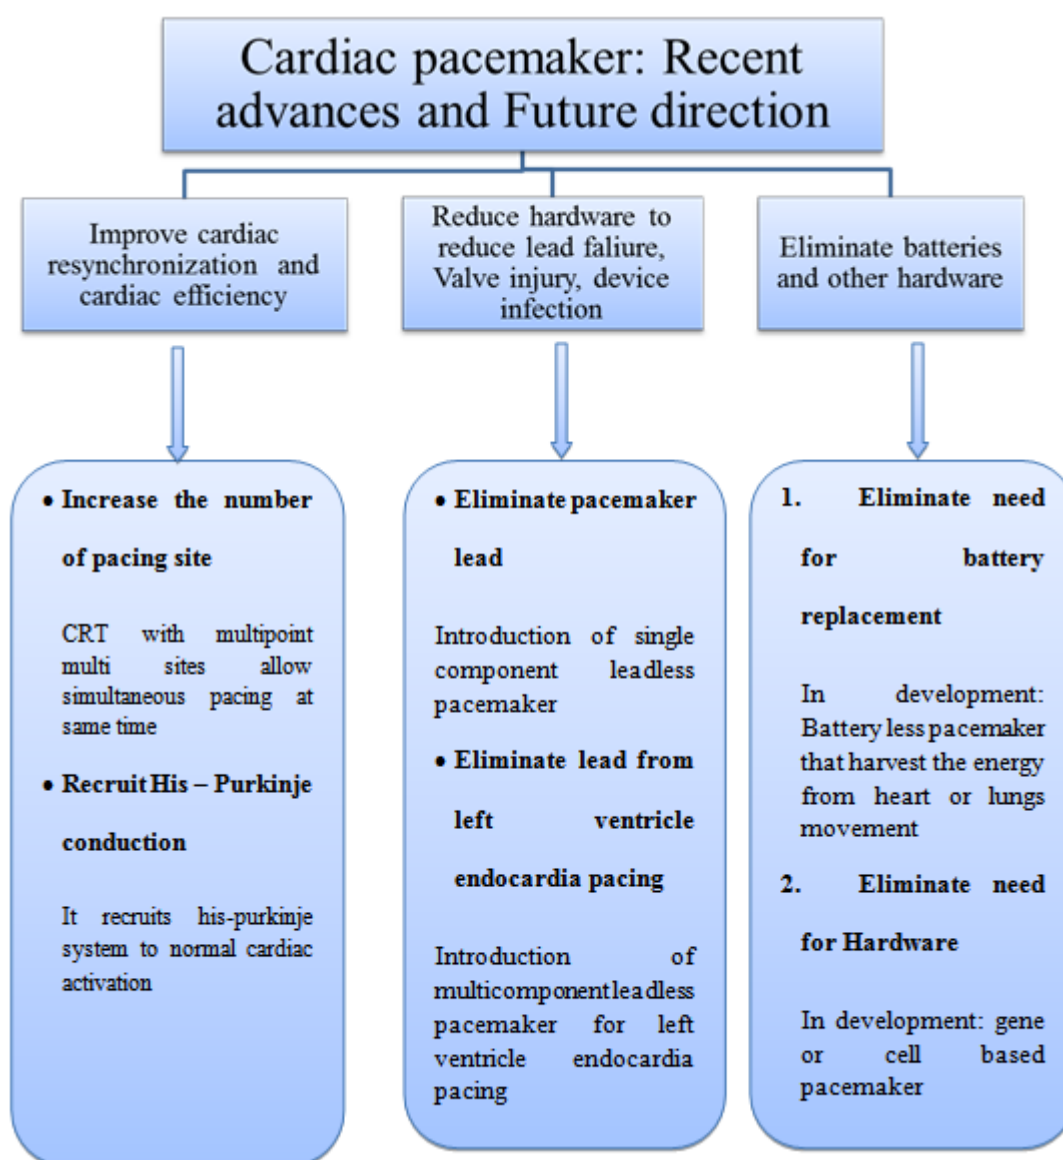 Cardiac pacemaker: Recent
advances and Future direction
Improve cardiac
resynchronization and
cardiac efficiency
Reduce hardware to
reduce lead faliure,
Valve injury, device
infection
Eliminate batteries
and other hardware
• Increase the number
of pacing site
CRT with multipoint
multi sites allow
simultaneous pacing at
same time
• Recruit His – Purkinje
conduction
It recruits his-purkinje
system to normal cardiac
activation
• Eliminate pacemaker
lead
Introduction of single
component leadless
pacemaker
• Eliminate lead from
left ventricle
endocardia pacing
Introduction of
multicomponent leadless
pacemaker for left
ventricle endocardia
pacing
1. Eliminate need
for battery
replacement
In development:
Battery less pacemaker
that harvest the energy
from heart or lungs
movement
2. Eliminate need
for Hardware
In development: gene
or cell based
pacemaker